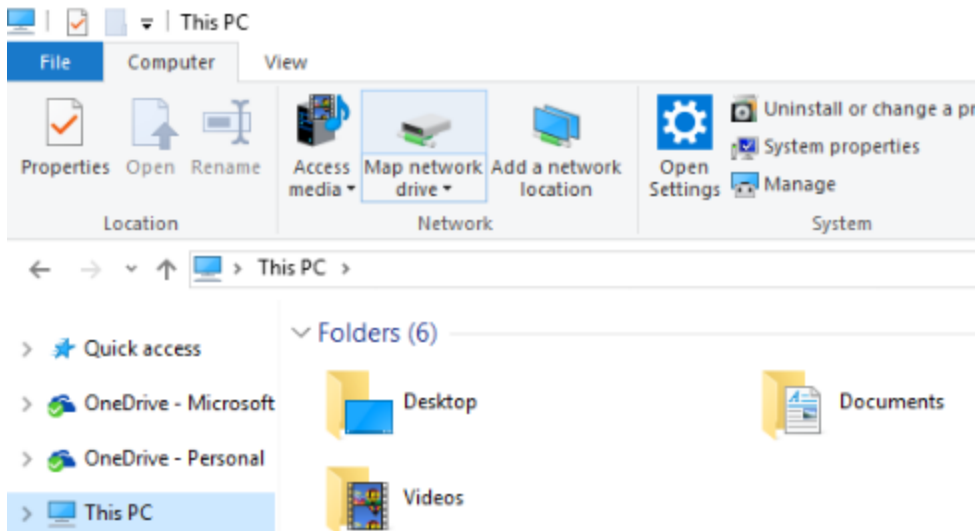 This PC
File Computer View
Properties Open Rename Access media Map network drive Add a network location Open Settings Uninstall or change a pr
System properties
Manage
Location Network System
This PC
Folders (6)
Quick access
OneDrive - Microsoft
OneDrive - Personal
This PC
Desktop
Documents
Videos